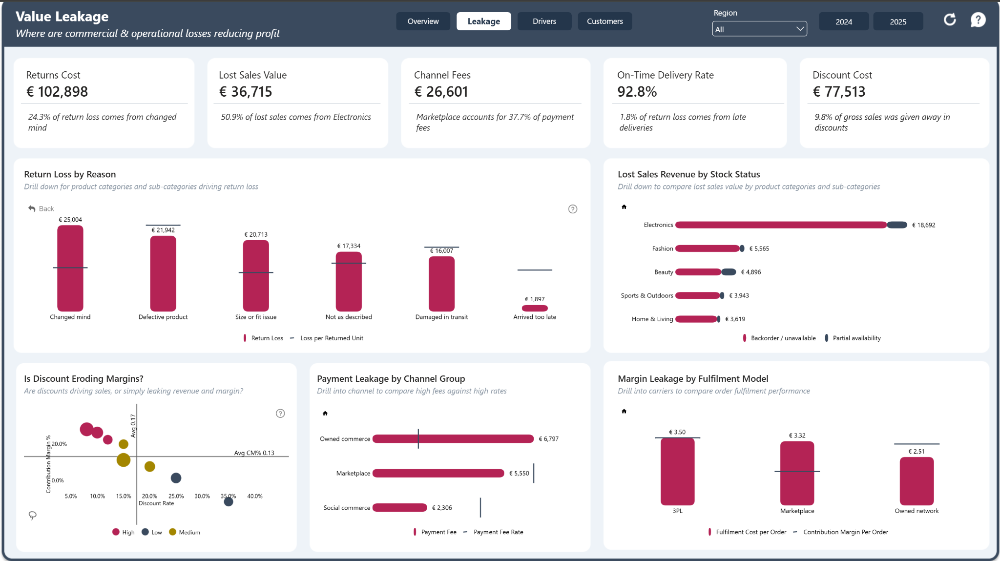 Value Leakage
Where are commercial & operational losses reducing profit
Overview
Leakage
Drivers
Customers
Region
All
2024
2025
?
Returns Cost
€ 102,898
24.3% of return loss comes from changed
mind
Lost Sales Value
€ 36,715
50.9% of lost sales comes from Electronics
Channel Fees
€ 26,601
Marketplace accounts for 37.7% of payment
fees
On-Time Delivery Rate
92.8%
1.8% of return loss comes from late
deliveries
Discount Cost
€ 77,513
9.8% of gross sales was given away in
discounts
Return Loss by Reason
Drill down for product categories and sub-categories driving return loss
Back
?
€ 25,004
€ 21,942
€ 20,713
€ 17,334
€ 16,007
€ 1,897
Changed mind
Defective product
Size or fit issue
Not as described
Damaged in transit
Arrived too late
Return Loss
Loss per Returned Unit
Lost Sales Revenue by Stock Status
Drill down to compare lost sales value by product categories and sub-categories
Electronics
€ 18,692
Fashion
€ 5,565
Beauty
€ 4,896
Sports & Outdoors
€ 3,943
Home & Living
€ 3,619
Backorder / unavailable
Partial availability
Is Discount Eroding Margins?
Are discounts driving sales, or simply leaking revenue and margin?
?
Avg 0.17
Contribution Margin %
20.0%
Avg CM% 0.13
0.0%
5.0%
10.0%
15.0%
20.0%
25.0%
30.0%
35.0%
40.0%
Discount Rate
High
Low
Medium
Payment Leakage by Channel Group
Drill into channel to compare high fees against high rates
Owned commerce
€ 6,797
Marketplace
€ 5,550
Social commerce
€ 2,306
Payment Fee
Payment Fee Rate
Margin Leakage by Fulfilment Model
Drill into carriers to compare order fulfilment performance
€ 3.50
€ 3.32
€ 2.51
3PL
Marketplace
Owned network
Fulfilment Cost per Order
Contribution Margin Per Order